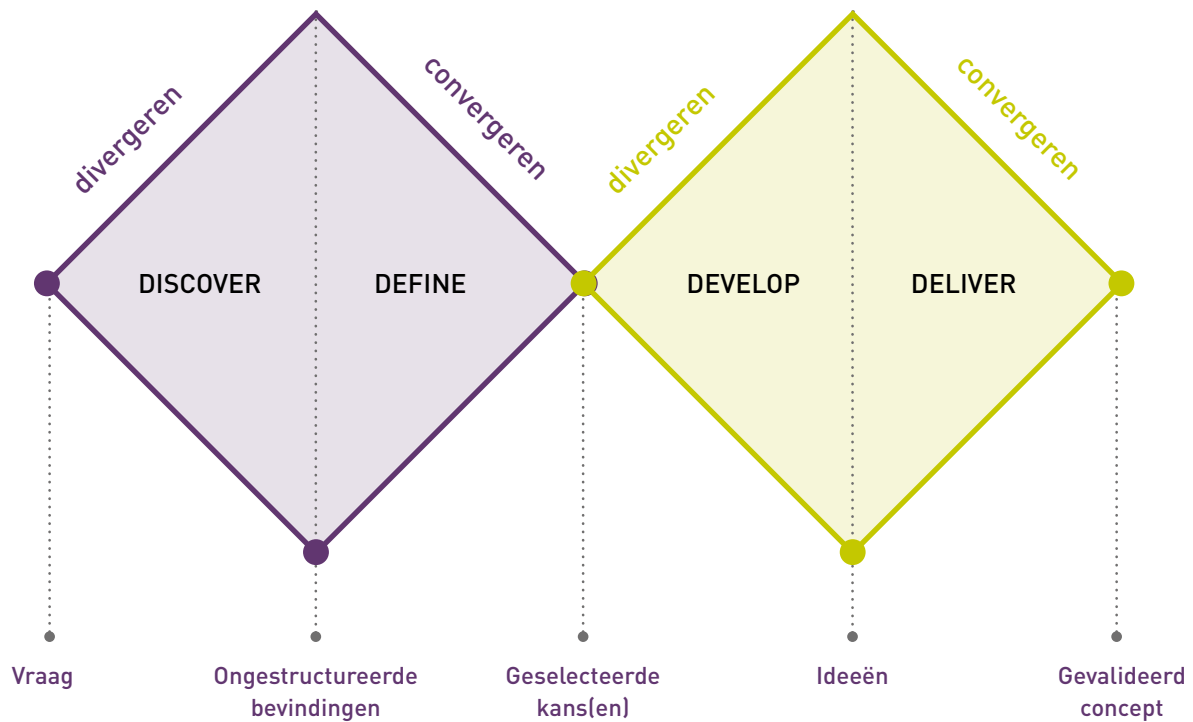 divergeren
convergeren
divergeren
convergeren
DISCOVER
DEFINE
DEVELOP
DELIVER
Vraag
Ongestructureerde
bevindingen
Geselecteerde
kans(en)
Ideeën
Gevalideerd
concept